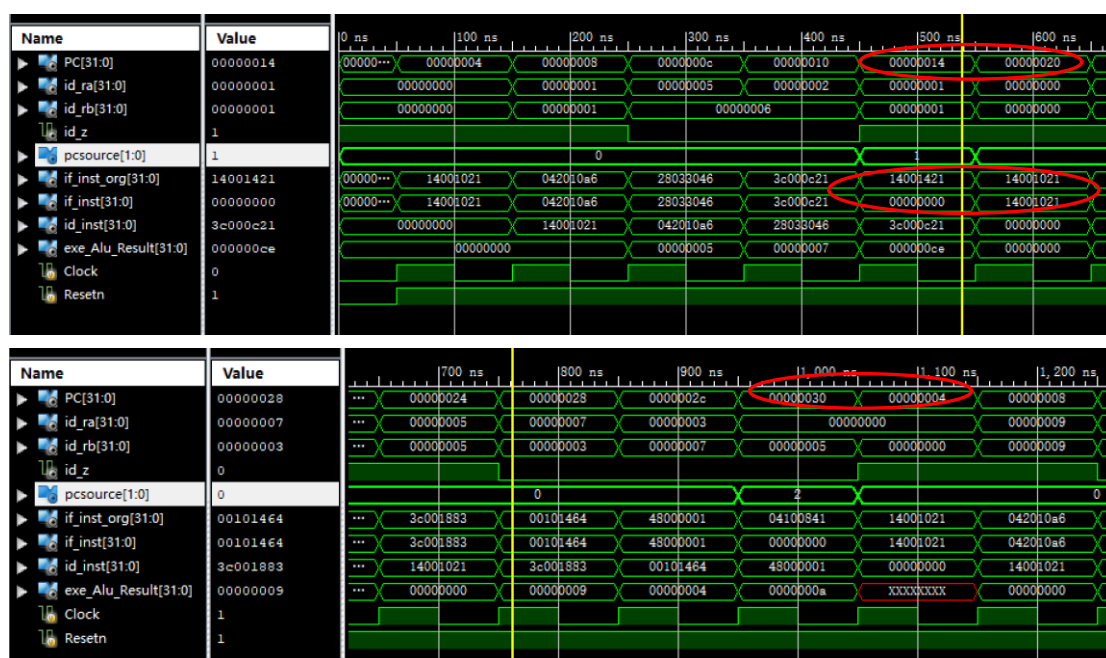 Name Value 0 ns 100 ns 200 ns 300 ns 400 ns 500 ns 600 ns
PC[31:0] 00000014 00000··· 00000004 00000008 0000000c 00000010 00000014 00000020
id_ra[31:0] 00000001 00000000 00000001 00000005 00000002 00000001 00000000
id_rb[31:0] 00000001 00000000 00000001 00000006 00000001 00000000
id_z 1
pcsource[1:0] 1 0 1
if_inst_org[31:0] 14001421 00000··· 14001021 042010a6 28033046 3c000c21 14001421 14001021
if_inst[31:0] 00000000 00000··· 14001021 042010a6 28033046 3c000c21 00000000 14001021
id_inst[31:0] 3c000c21 00000000 14001021 042010a6 28033046 3c000c21 00000000
exe_Alu_Result[31:0] 000000ce 00000000 00000005 00000007 000000ce 00000000
Clock 0
Resetn 1
Name Value 700 ns 800 ns 900 ns 1,000 ns 1,100 ns 1,200 ns
PC[31:0] 00000028 ··· 00000024 00000028 0000002c 00000030 00000004 00000008
id_ra[31:0] 00000007 ··· 00000005 00000007 00000003 00000000 00000009
id_rb[31:0] 00000003 ··· 00000005 00000003 00000007 00000005 00000000 00000009
id_z 0
pcsource[1:0] 0 0 2 0
if_inst_org[31:0] 00101464 ··· 3c001883 00101464 48000001 04100841 14001021 042010a6
if_inst[31:0] 00101464 ··· 3c001883 00101464 48000001 00000000 14001021 042010a6
id_inst[31:0] 3c001883 ··· 14001021 3c001883 00101464 48000001 00000000 14001021
exe_Alu_Result[31:0] 00000009 ··· 00000000 00000009 00000004 0000000a XXXXXXXX 00000000
Clock 1
Resetn 1